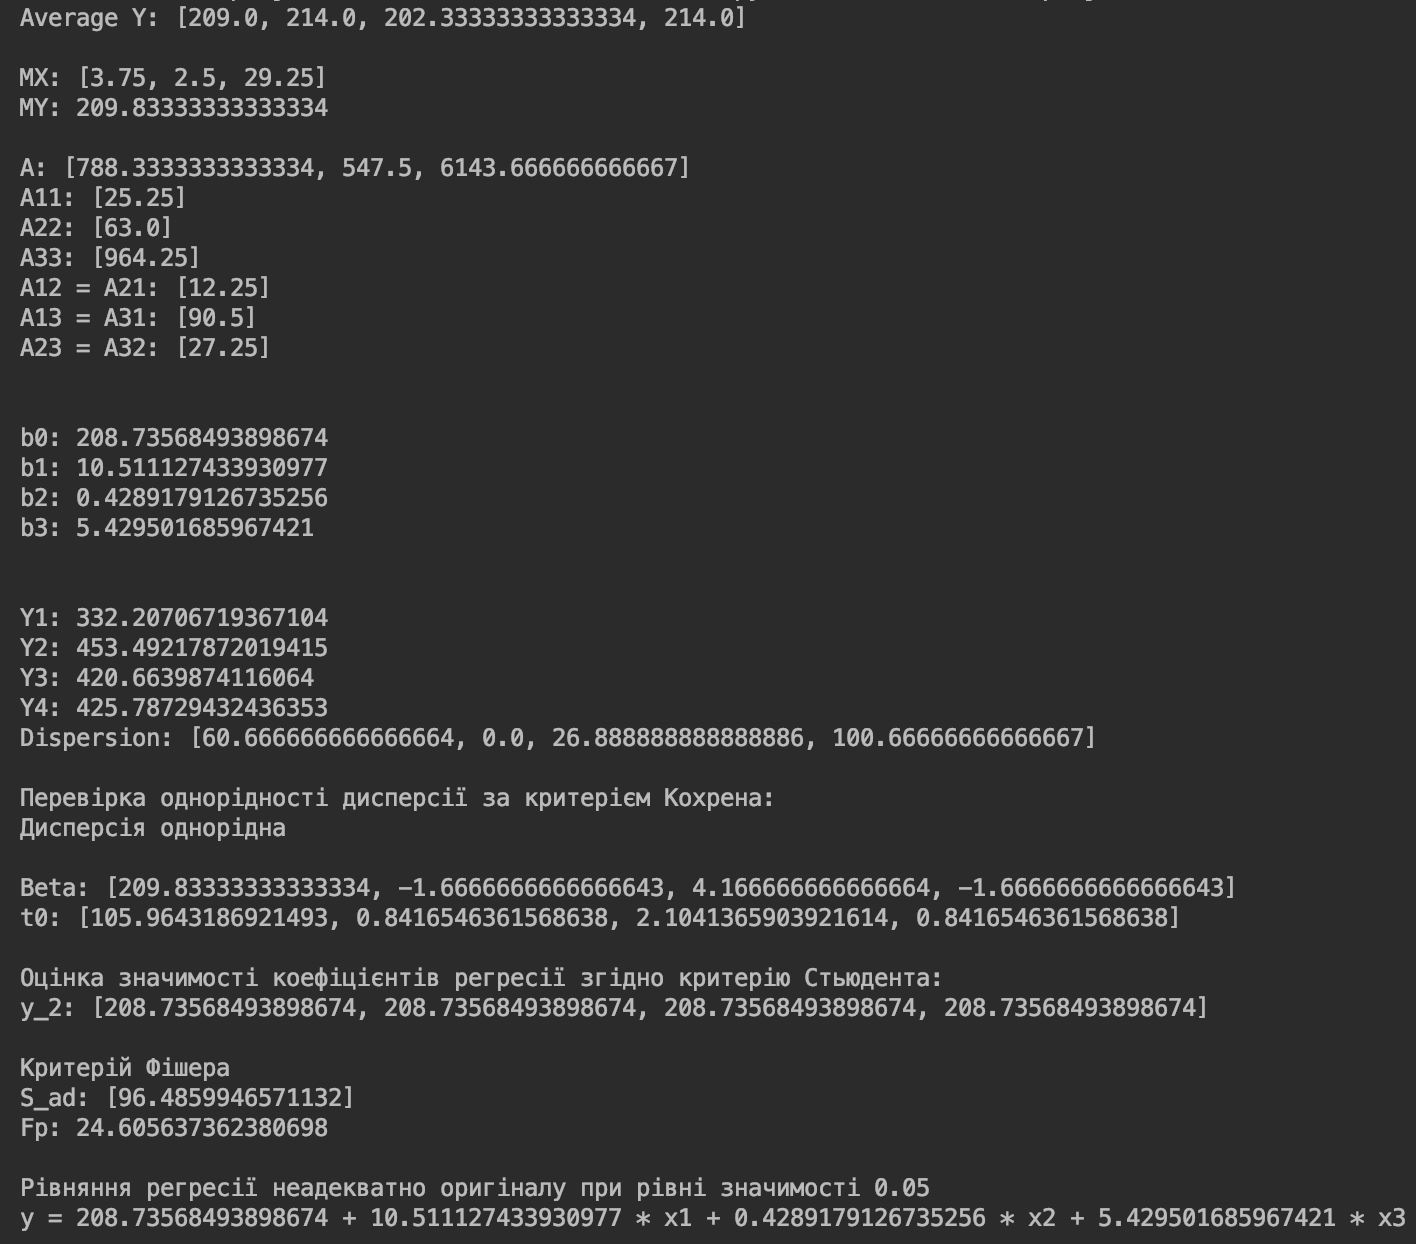 Average Y: [209.0, 214.0, 202.33333333333334, 214.0]
MX: [3.75, 2.5, 29.25]
MY: 209.83333333333334
A: [788.3333333333334, 547.5, 6143.666666666667]
A11: [25.25]
A22: [63.0]
A33: [964.25]
A12 = A21: [12.25]
A13 = A31: [90.5]
A23 = A32: [27.25]
b0: 208.73568493898674
b1: 10.511127433930977
b2: 0.4289179126735256
b3: 5.429501685967421
Y1: 332.20706719367104
Y2: 453.49217872019415
Y3: 420.6639874116064
Y4: 425.78729432436353
Dispersion: [60.666666666666664, 0.0, 26.888888888888886, 100.66666666666667]
Перевірка однорідності дисперсії за критерієм Кохрена:
Дисперсія однорідна
Beta: [209.83333333333334, -1.6666666666666643, 4.166666666666664, -1.6666666666666643]
t0: [105.9643186921493, 0.8416546361568638, 2.1041365903921614, 0.8416546361568638]
Оцінка значимості коефіцієнтів регресії згідно критерію Стьюдента:
y_2: [208.73568493898674, 208.73568493898674, 208.73568493898674, 208.73568493898674]
Критерій Фішера
S_ad: [96.4859946571132]
Fp: 24.605637362380698
Рівняння регресії неадекватно оригіналу при рівні значимості 0.05
y = 208.73568493898674 + 10.511127433930977 * x1 + 0.4289179126735256 * x2 + 5.429501685967421 * x3